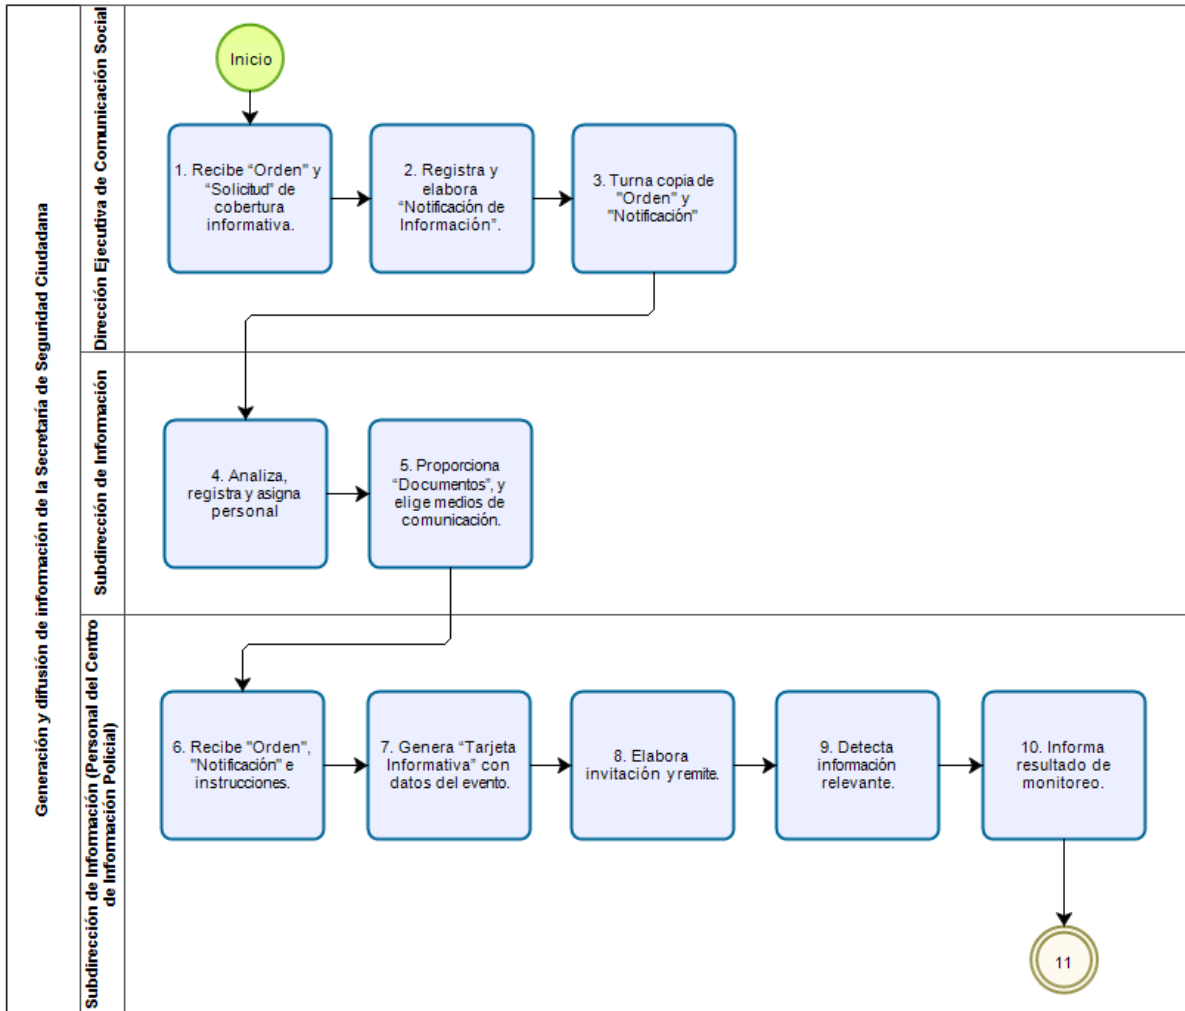 Generación y difusión de información de la Secretaría de Seguridad Ciudadana
Dirección Ejecutiva de Comunicación Social
Inicio
1. Recibe “Orden” y
“Solicitud” de
cobertura
informativa.
2. Registra y
elabora
“Notificación de
Información”.
3. Turna copia de
"Orden" y
"Notificación"
Subdirección de Información
4. Analiza,
registra y asigna
personal
5. Proporciona
“Documentos”, y
elige medios de
comunicación.
Subdirección de Información (Personal del Centro
de Información Policial)
6. Recibe "Orden",
"Notificación" e
instrucciones.
7. Genera “Tarjeta
Informativa” con
datos del evento.
8. Elabora
invitación y remite.
9. Detecta
información
relevante.
10. Informa
resultado de
monitoreo.
11